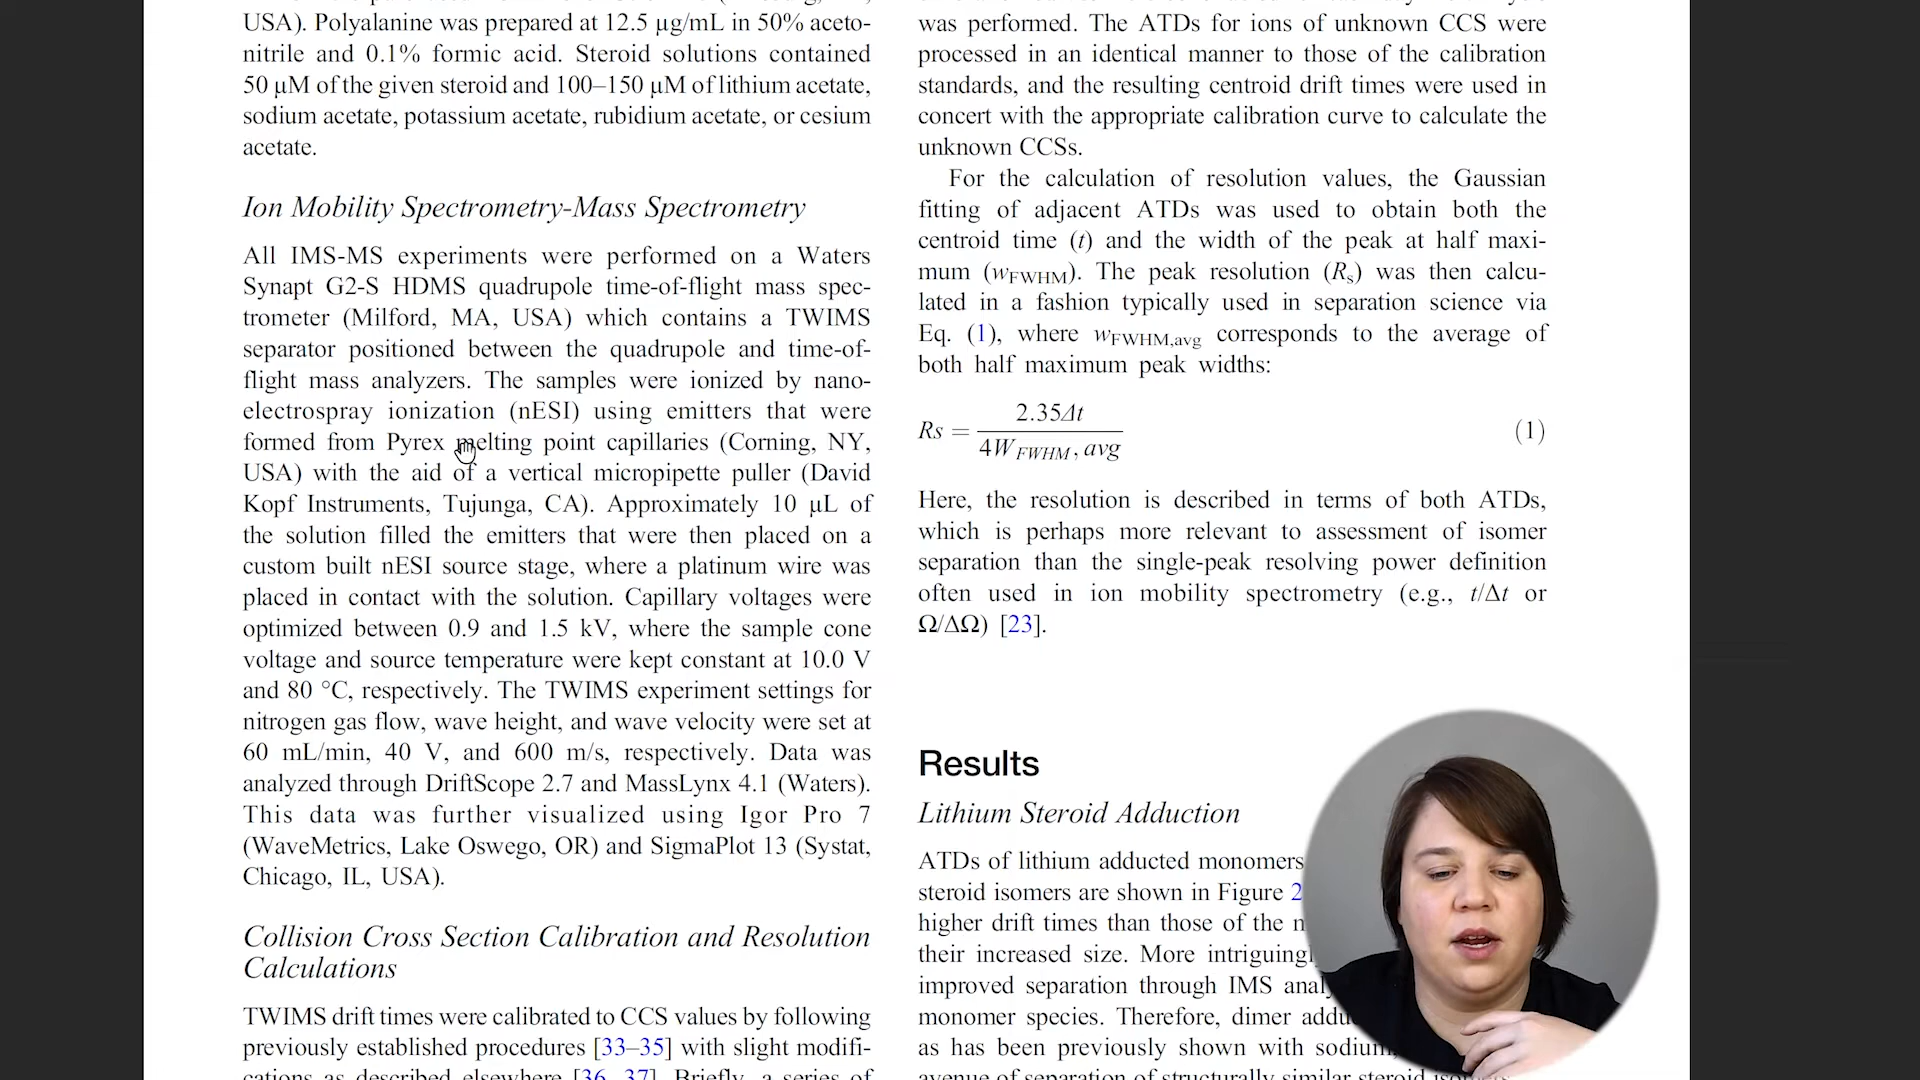 USA). Polyalanine was prepared at 12.5 μg/mL in 50% aceto-
nitrile and 0.1% formic acid. Steroid solutions contained
50 μM of the given steroid and 100–150 μM of lithium acetate,
sodium acetate, potassium acetate, rubidium acetate, or cesium
acetate.
Ion Mobility Spectrometry-Mass Spectrometry
All IMS-MS experiments were performed on a Waters
Synapt G2-S HDMS quadrupole time-of-flight mass spec-
trometer (Milford, MA, USA) which contains a TWIMS
separator positioned between the quadrupole and time-of-
flight mass analyzers. The samples were ionized by nano-
electrospray ionization (nESI) using emitters that were
formed from Pyrex melting point capillaries (Corning, NY,
USA) with the aid of a vertical micropipette puller (David
Kopf Instruments, Tujunga, CA). Approximately 10 μL of
the solution filled the emitters that were then placed on a
custom built nESI source stage, where a platinum wire was
placed in contact with the solution. Capillary voltages were
optimized between 0.9 and 1.5 kV, where the sample cone
voltage and source temperature were kept constant at 10.0 V
and 80 °C, respectively. The TWIMS experiment settings for
nitrogen gas flow, wave height, and wave velocity were set at
60 mL/min, 40 V, and 600 m/s, respectively. Data was
analyzed through DriftScope 2.7 and MassLynx 4.1 (Waters).
This data was further visualized using Igor Pro 7
(WaveMetrics, Lake Oswego, OR) and SigmaPlot 13 (Systat,
Chicago, IL, USA).
Collision Cross Section Calibration and Resolution
Calculations
TWIMS drift times were calibrated to CCS values by following
previously established procedures [33–35] with slight modifi-
cations as described elsewhere [36, 37]. Briefly, a series of
was performed. The ATDs for ions of unknown CCS were
processed in an identical manner to those of the calibration
standards, and the resulting centroid drift times were used in
concert with the appropriate calibration curve to calculate the
unknown CCSs.
For the calculation of resolution values, the Gaussian
fitting of adjacent ATDs was used to obtain both the
centroid time (t) and the width of the peak at half maxi-
mum (wFWHM). The peak resolution (Rs) was then calcu-
lated in a fashion typically used in separation science via
Eq. (1), where wFWHM,avg corresponds to the average of
both half maximum peak widths:
Rs = 2.35Δt / 4W FWHM, avg (1)
Here, the resolution is described in terms of both ATDs,
which is perhaps more relevant to assessment of isomer
separation than the single-peak resolving power definition
often used in ion mobility spectrometry (e.g., t/Δt or
Ω/ΔΩ) [23].
Results
Lithium Steroid Adduction
ATDs of lithium adducted monomers
steroid isomers are shown in Figure 2
higher drift times than those of the
their increased size. More
improved separation through IMS
monomer species. Therefore, dimer
as has been previously shown with
avenue of separation of structurally similar steroid